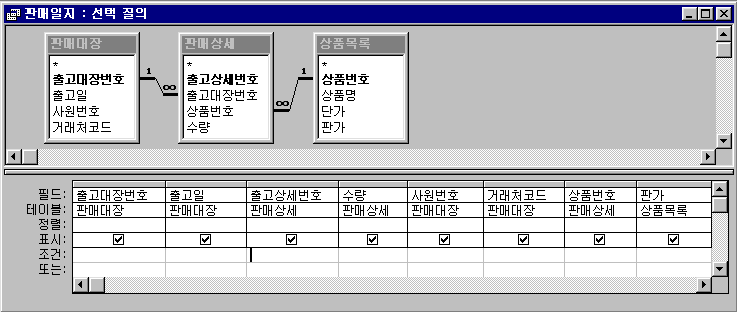 판매일지 : 선택 질의
판매대장
*
출고대장번호
출고일
사원번호
거래처코드
1
∞
판매상세
*
출고상세번호
출고대장번호
상품번호
수량
∞
1
상품목록
*
상품번호
상품명
단가
판가
필드: 출고대장번호 출고일 출고상세번호 수량 사원번호 거래처코드 상품번호 판가
테이블: 판매대장 판매대장 판매상세 판매상세 판매대장 판매대장 판매상세 상품목록
정렬:
표시:
조건:
또는: